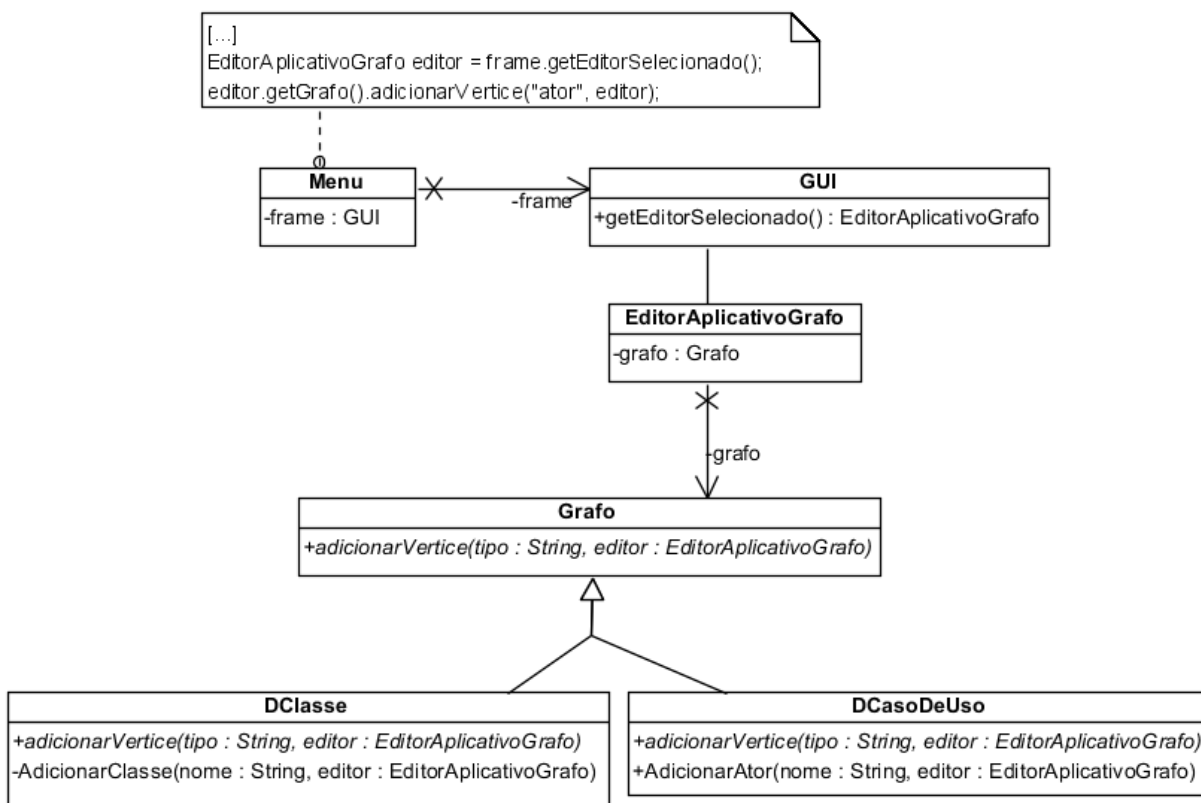 [...]
EditorAplicativoGrafo editor = frame.getEditorSelecionado();
editor.getGrafo().adicionarVertice("ator", editor);
Menu
-frame : GUI
-frame
GUI
+getEditorSelecionado() : EditorAplicativoGrafo
EditorAplicativoGrafo
-grafo : Grafo
-grafo
Grafo
+adicionarVertice(tipo : String, editor : EditorAplicativoGrafo)
DClasse
+adicionarVertice(tipo : String, editor : EditorAplicativoGrafo)
-AdicionarClasse(nome : String, editor : EditorAplicativoGrafo)
DCasoDeUso
+adicionarVertice(tipo : String, editor : EditorAplicativoGrafo)
+AdicionarAtor(nome : String, editor : EditorAplicativoGrafo)